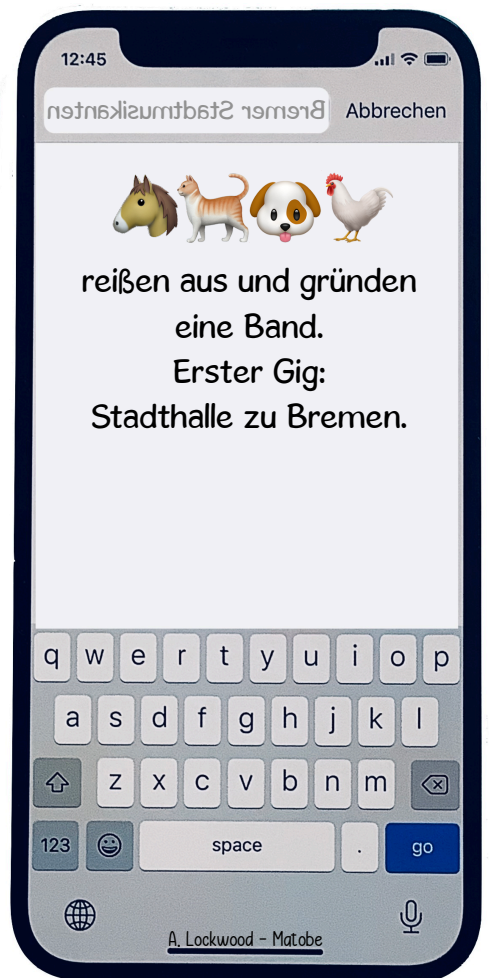 12:45
Bremer Stadtmusikanten
Abbrechen
reißen aus und gründen
eine Band.
Erster Gig:
Stadthalle zu Bremen.
q w e r t y u i o p
a s d f g h j k l
z x c v b n m
123 space . go
A. Lockwood - Matobe